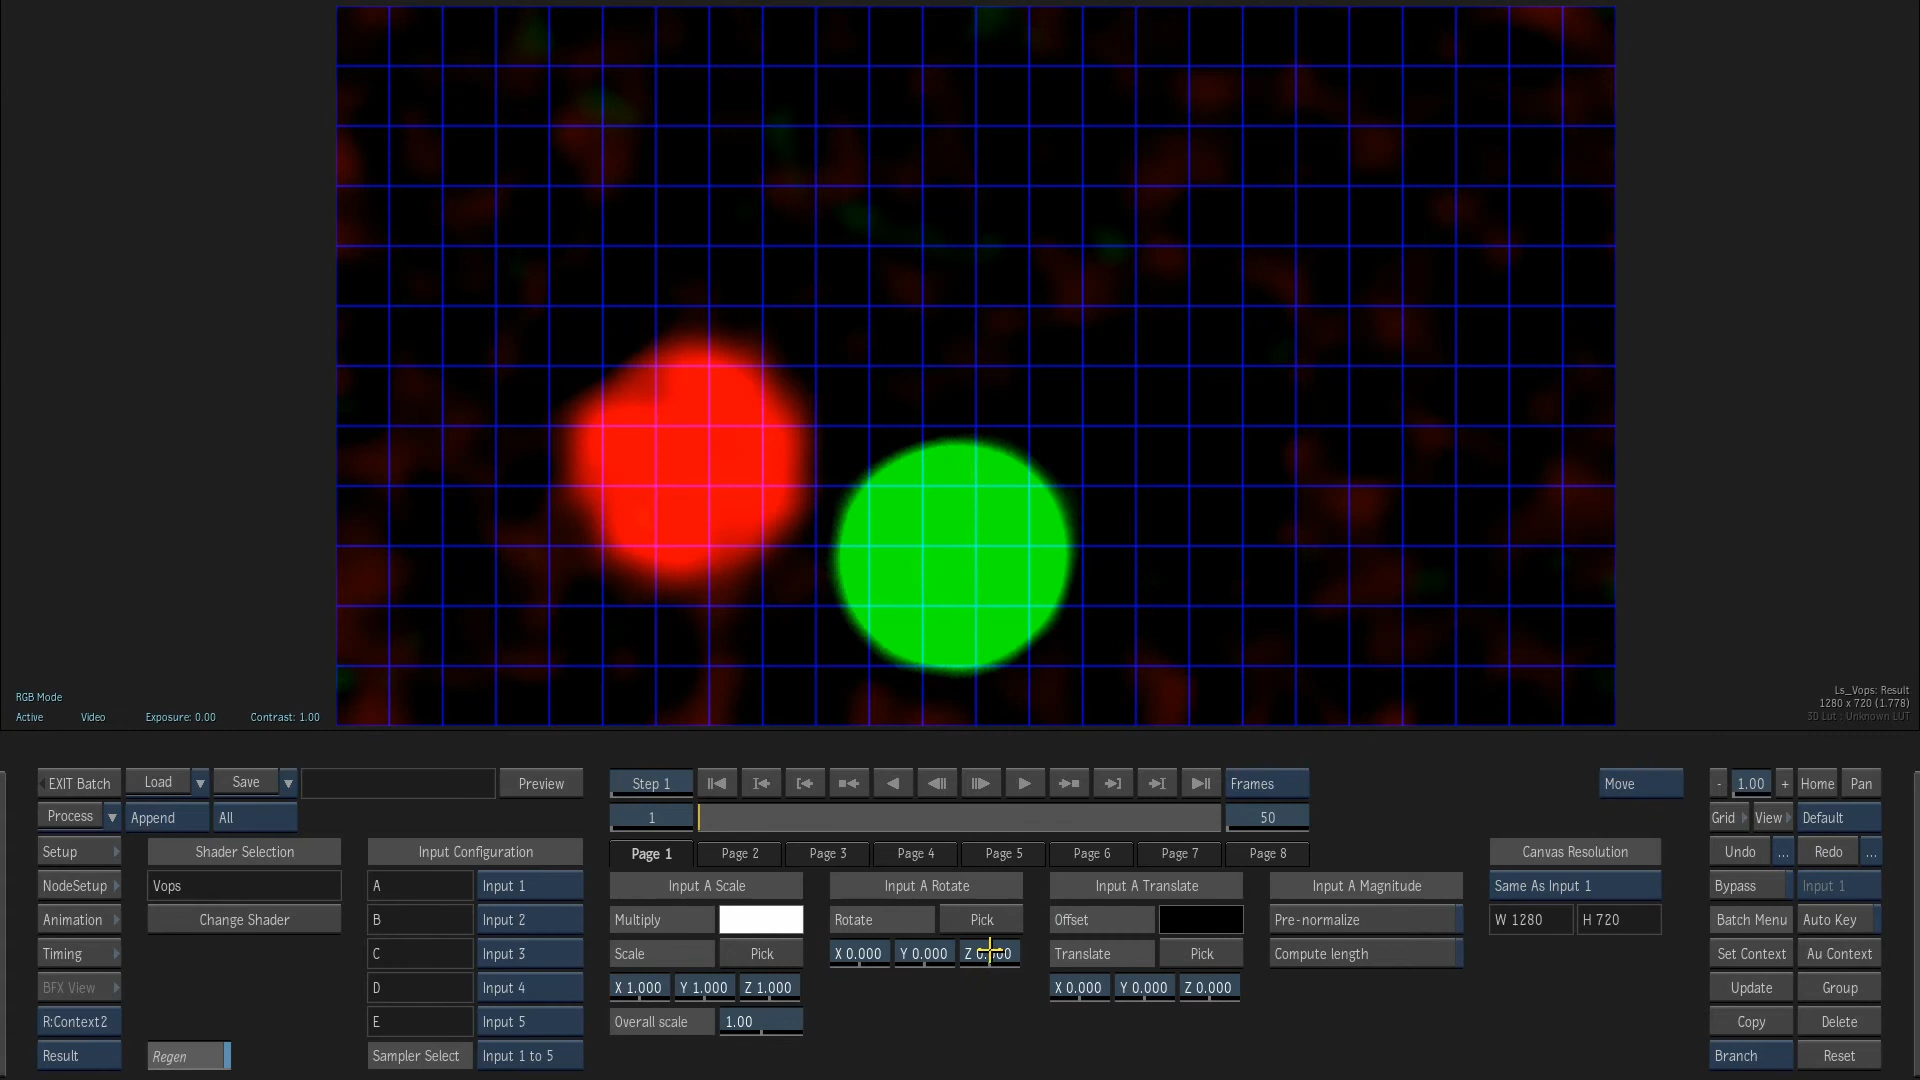 RGB Mode
Active Video Exposure: 0.00 Contrast: 1.00
Ls_Vops: Result
1280 x 720 (1.778)
3D Lut : Unknown LUT
EXIT Batch Load Save Preview Step 1 Frames Move - 1.00 + Home Pan
Process Append All 1 50 Grid View Default
Setup Shader Selection Input Configuration Page 1 Page 2 Page 3 Page 4 Page 5 Page 6 Page 7 Page 8 Canvas Resolution Undo ... Redo ...
NodeSetup Vops A Input 1 Input A Scale Input A Rotate Input A Translate Input A Magnitude Same As Input 1 Bypass Input 1
Animation Change Shader B Input 2 Multiply Rotate Pick Offset Pre-normalize W 1280 H 720 Batch Menu Auto Key
Timing C Input 3 Scale Pick X 0.000 Y 0.000 Z Translate Pick Compute length Set Context Au Context
BFX View D Input 4 X 1.000 Y 1.000 Z 1.000 X 0.000 Y 0.000 Z 0.000 Update Group
R:Context2 E Input 5 Overall scale 1.00 Copy Delete
Result Regen Sampler Select Input 1 to 5 Branch Reset